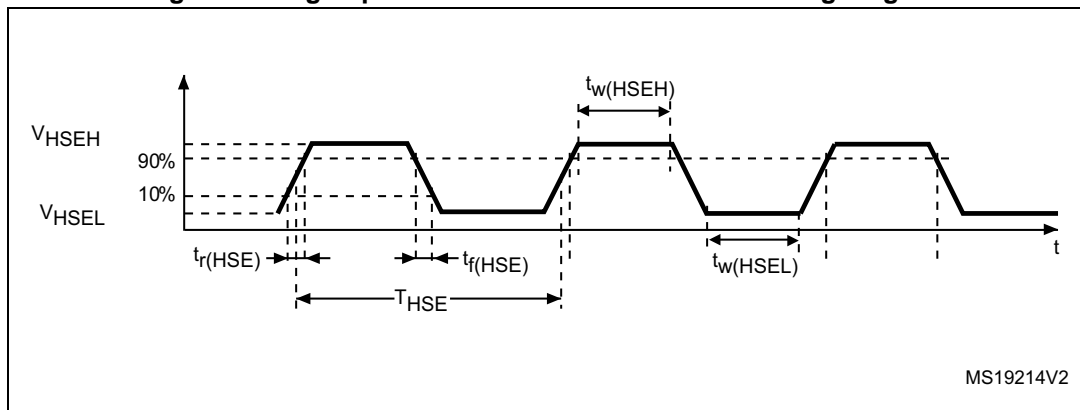 tw(HSEH)
VHSEH
90%
10%
VHSEL
tr(HSE)
tf(HSE)
tw(HSEL)
t
THSE
MS19214V2